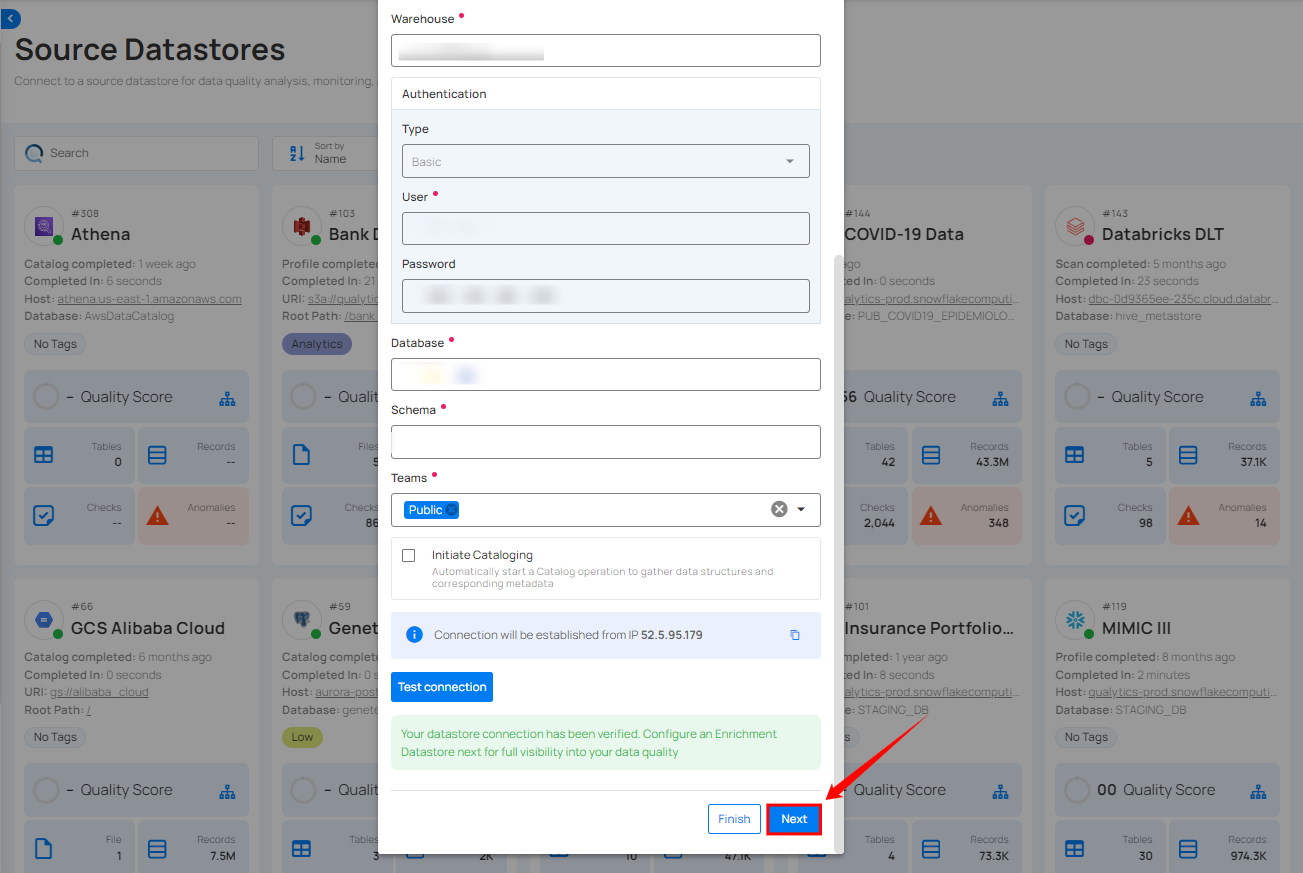 Source Datastores
Connect to a source datastore for data quality analysis, monitoring,
Search
Sort by
Name
#308
Athena
Catalog completed: 1 week ago
Completed In: 6 seconds
Host: athena.us-east-1.amazonaws.com
Database: AwsDataCatalog
No Tags
– Quality Score
Tables
0
Records
--
Checks
--
Anomalies
--
#103
Bank D
Profile completed
Completed In: 21
URI: s3a://qualytic
Root Path: /bank
Analytics
– Quali
Files
5
Checks
86
Warehouse
Authentication
Type
Basic
User
Password
Database
Schema
Teams
Public
Initiate Cataloging
Automatically start a Catalog operation to gather data structures and
corresponding metadata
Connection will be established from IP 52.5.95.179
Test connection
Your datastore connection has been verified. Configure an Enrichment
Datastore next for full visibility into your data quality
Finish
Next
#144
COVID-19 Data
ago
ed In: 0 seconds
alytics-prod.snowflakecomputi...
e: PUB_COVID19_EPIDEMIOLO...
56 Quality Score
Tables
42
Records
43.3M
Checks
2,044
Anomalies
348
#143
Databricks DLT
Scan completed: 5 months ago
Completed In: 23 seconds
Host: dbc-0d9365ee-235c.cloud.databr...
Database: hive_metastore
No Tags
– Quality Score
Tables
5
Records
37.1K
Checks
98
Anomalies
14
#66
GCS Alibaba Cloud
Catalog completed: 6 months ago
Completed In: 0 seconds
URI: gs://alibaba_cloud
Root Path: /
No Tags
– Quality Score
File
1
Records
7.5M
#59
Genet
Catalog complete
Completed In: 0 s
Host: aurora-post
Database: genete
Low
– Quali
Tables
3
2K
10
47.1K
#101
Insurance Portfolio...
mpleted: 1 year ago
ed In: 8 seconds
alytics-prod.snowflakecomputi...
e: STAGING_DB
s
Quality Score
Tables
4
Records
73.3K
#119
MIMIC III
Profile completed: 8 months ago
Completed In: 2 minutes
Host: qualytics-prod.snowflakecomputi...
Database: STAGING_DB
No Tags
00 Quality Score
Tables
30
Records
974.3K